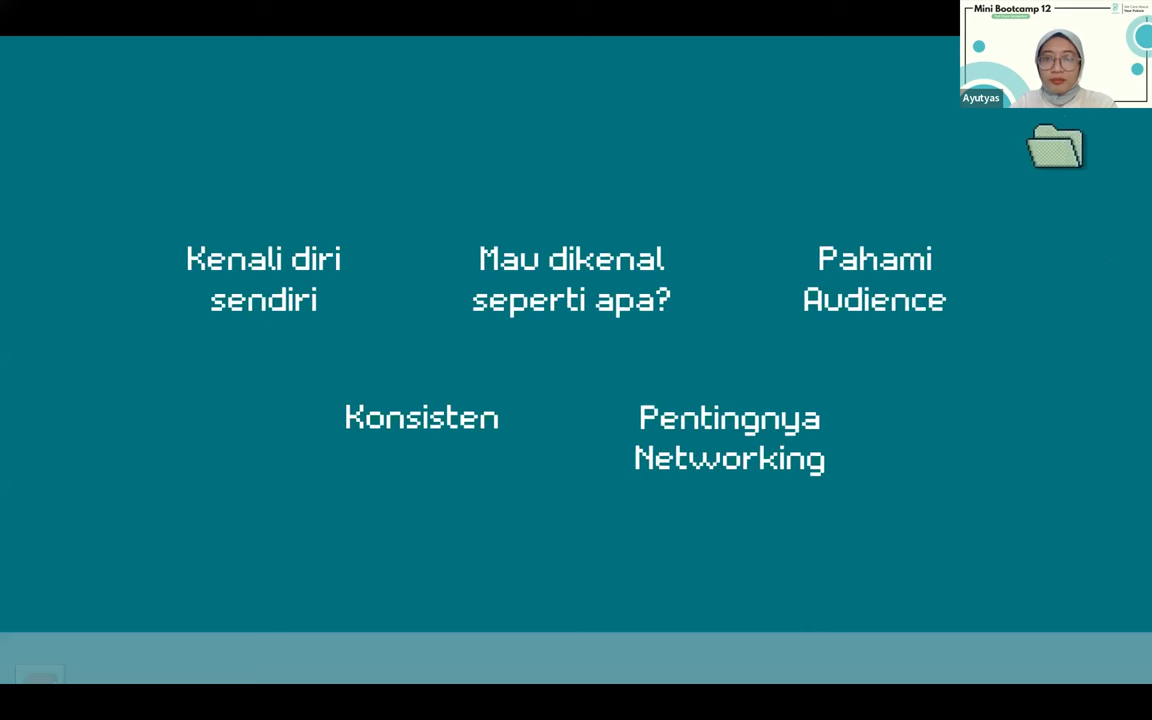 Mini Bootcamp 12
Ayutyas
Kenali diri
sendiri
Mau dikenal
seperti apa?
Pahami
Audience
Konsisten
Pentingnya
Networking